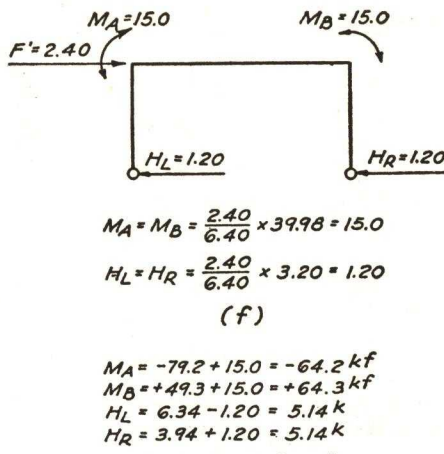 M_A=15.0
M_B=15.0
F'=2.40
H_L=1.20
H_R=1.20
M_A = M_B = 2.40/6.40 × 39.98 = 15.0
H_L = H_R = 2.40/6.40 × 3.20 = 1.20
(f)
M_A = -79.2 + 15.0 = -64.2 kf
M_B = +49.3 + 15.0 = +64.3 kf
H_L = 6.34 - 1.20 = 5.14 k
H_R = 3.94 + 1.20 = 5.14 k